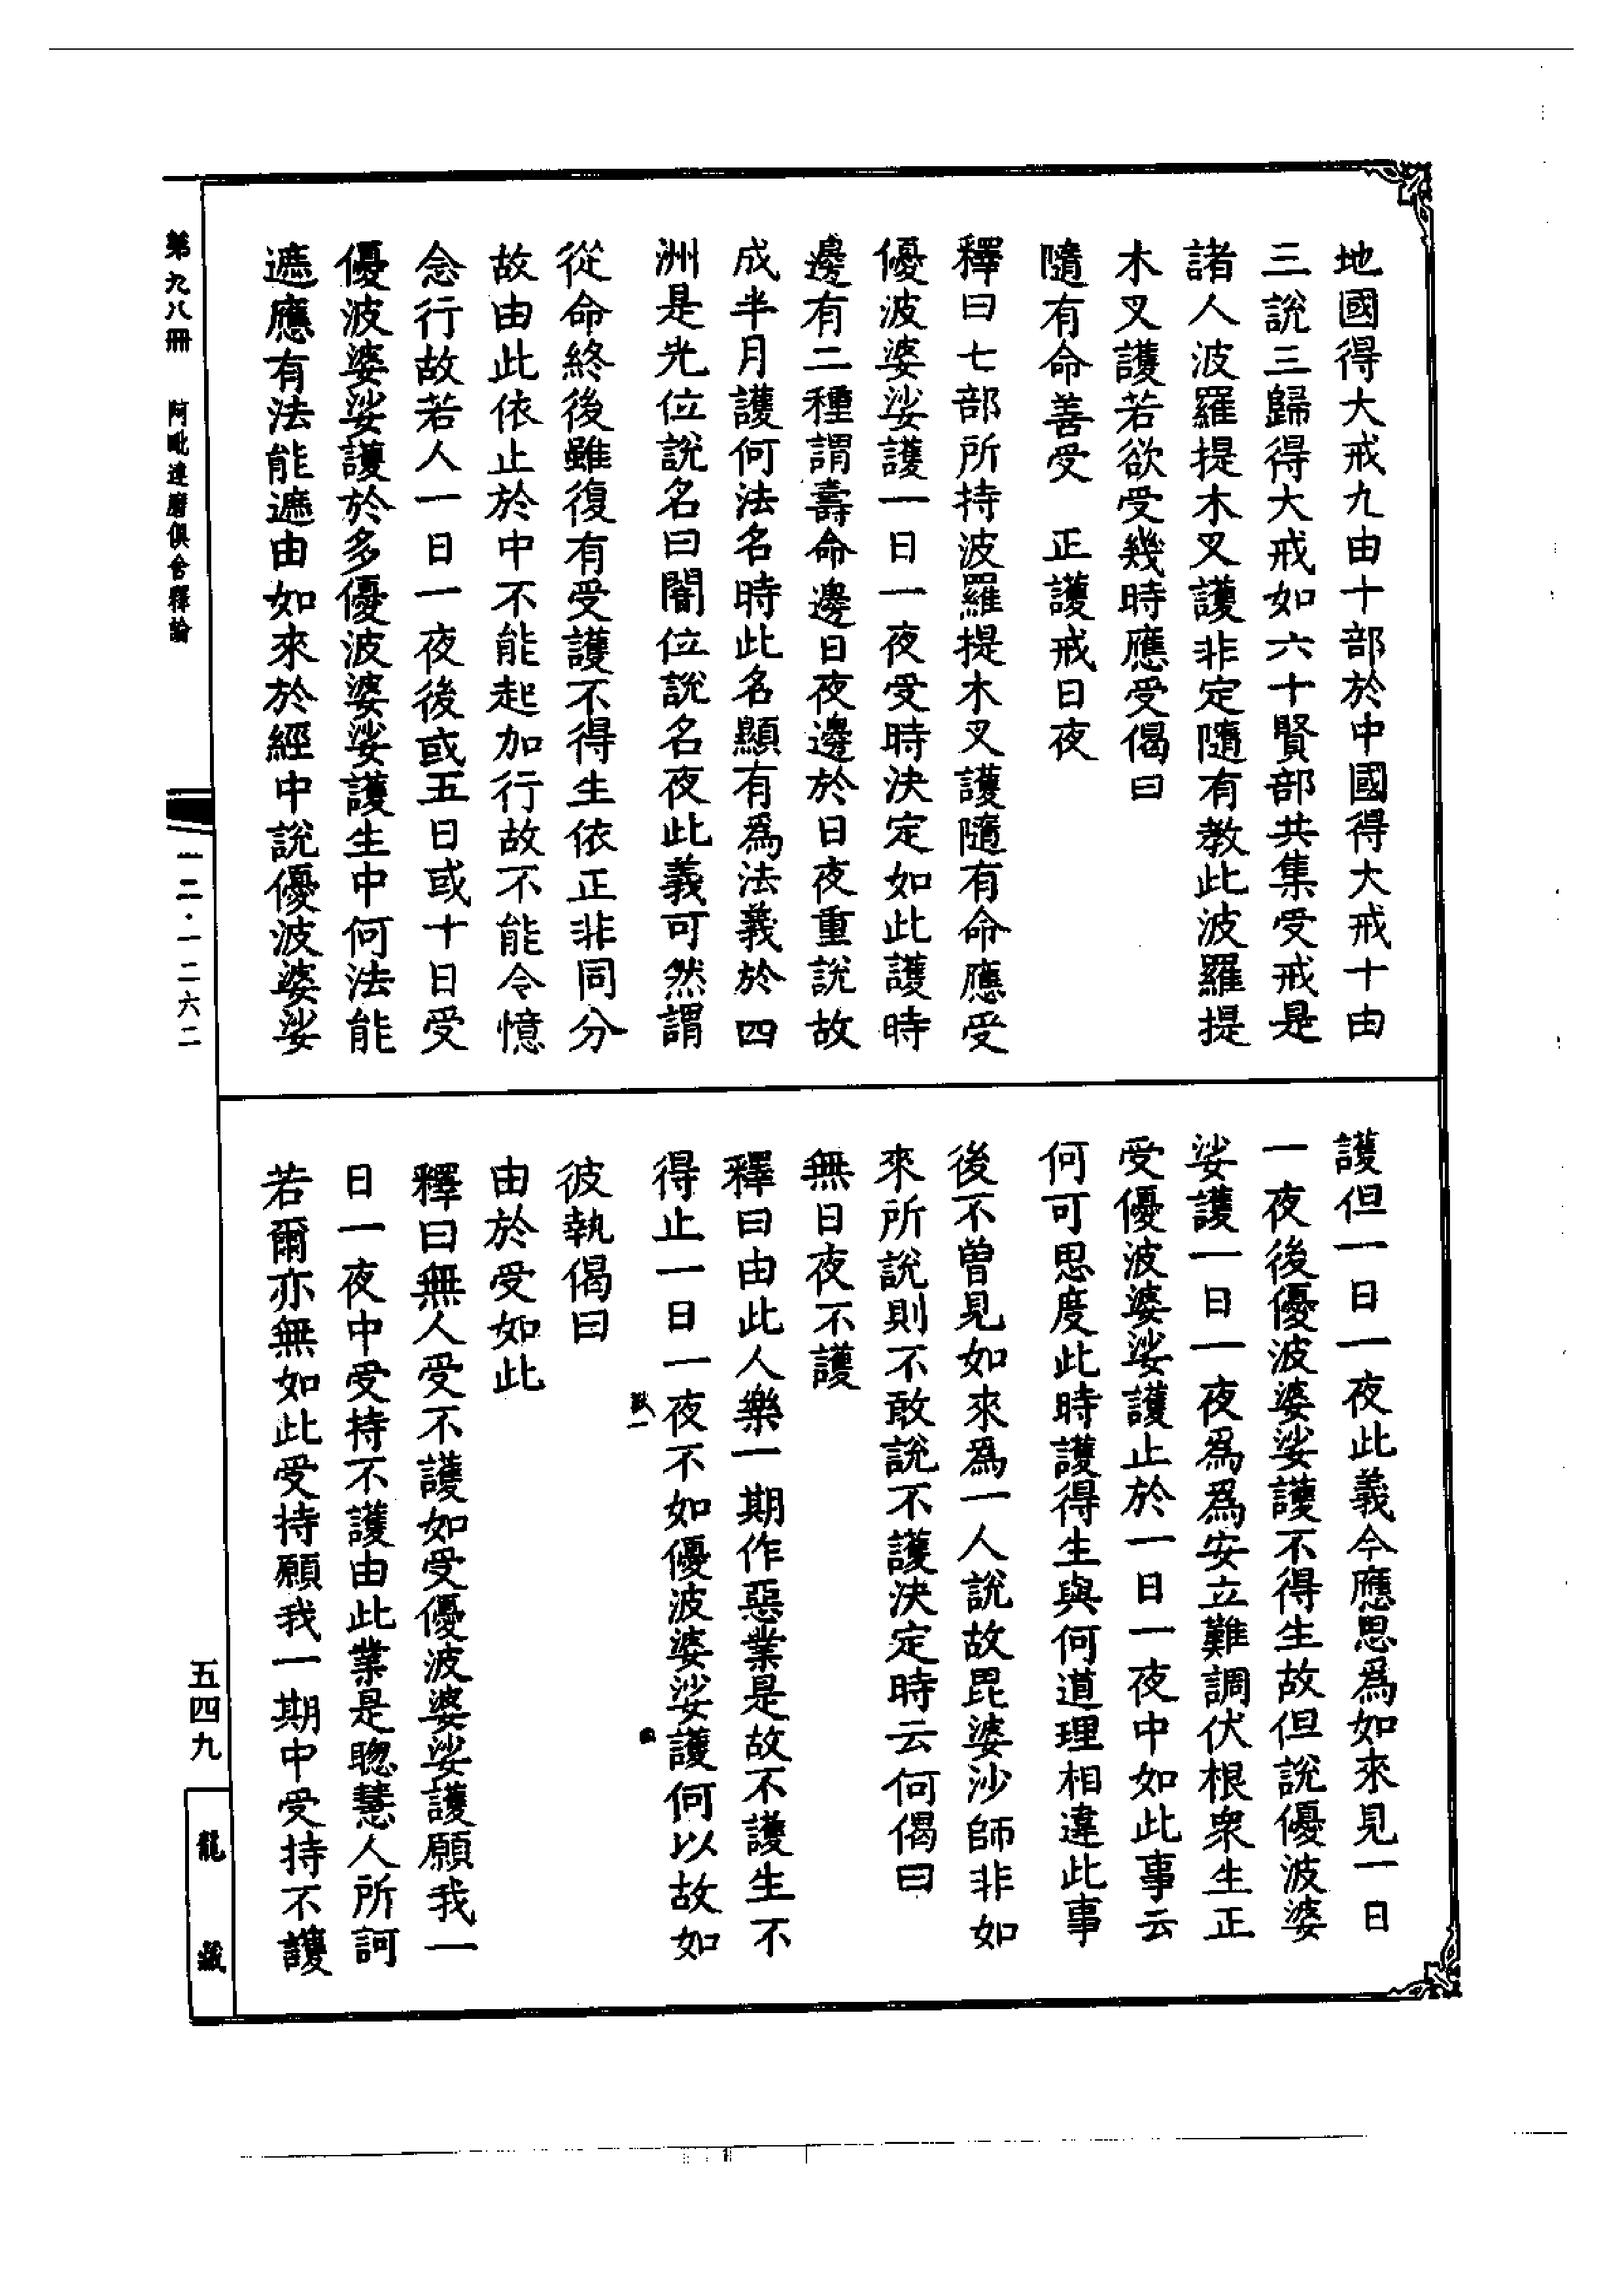 地國得大戒九由十部於中國得大戒十由
三說三歸得大戒如六十賢部共集受戒是
諸人波羅提木叉護非定隨有教此波羅提
木叉護若欲受幾時應受偈曰
隨有命善受　正護戒日夜
釋曰七部所持波羅提木叉護隨有命應受
優波婆娑護一日一夜受時決定如此護時
邊有二種謂壽命邊日夜邊於日夜重說故
成半月護何法名時此名顯有爲法義於四
洲是光位說名曰闇位說名夜此義可然謂
從命終後雖復有受護不得生依正非同分
故由此依止於中不能起加行故不能令憶
念行故若人一日一夜後或五日或十日受
優波婆娑護於多優波婆娑護生中何法能
遮應有法能遮由如來於經中說優波婆娑
護但一日一夜此義今應思爲如來見一日
一夜後優波婆娑護不得生故但說優波婆
娑護一日一夜爲爲安立難調伏根衆生正
受優波婆娑護止於一日一夜中如此事云
何可思度此時護得生與何道理相違此事
後不曾見如來爲一人說故毘婆沙師非如
來所說則不敢說不護決定時云何偈曰
無日夜不護
釋曰由此人樂一期作惡業是故不護生不
得止一日一夜不如優波婆娑護何以故如
彼執偈曰
由於受如此
釋曰無人受不護如受優波婆娑護願我一
日一夜中受持不護由此業是聰慧人所訶
若爾亦無如此受持願我一期中受持不護
第九八冊　阿毗達磨俱舍釋論
一二·一二六二
五四九
龍藏